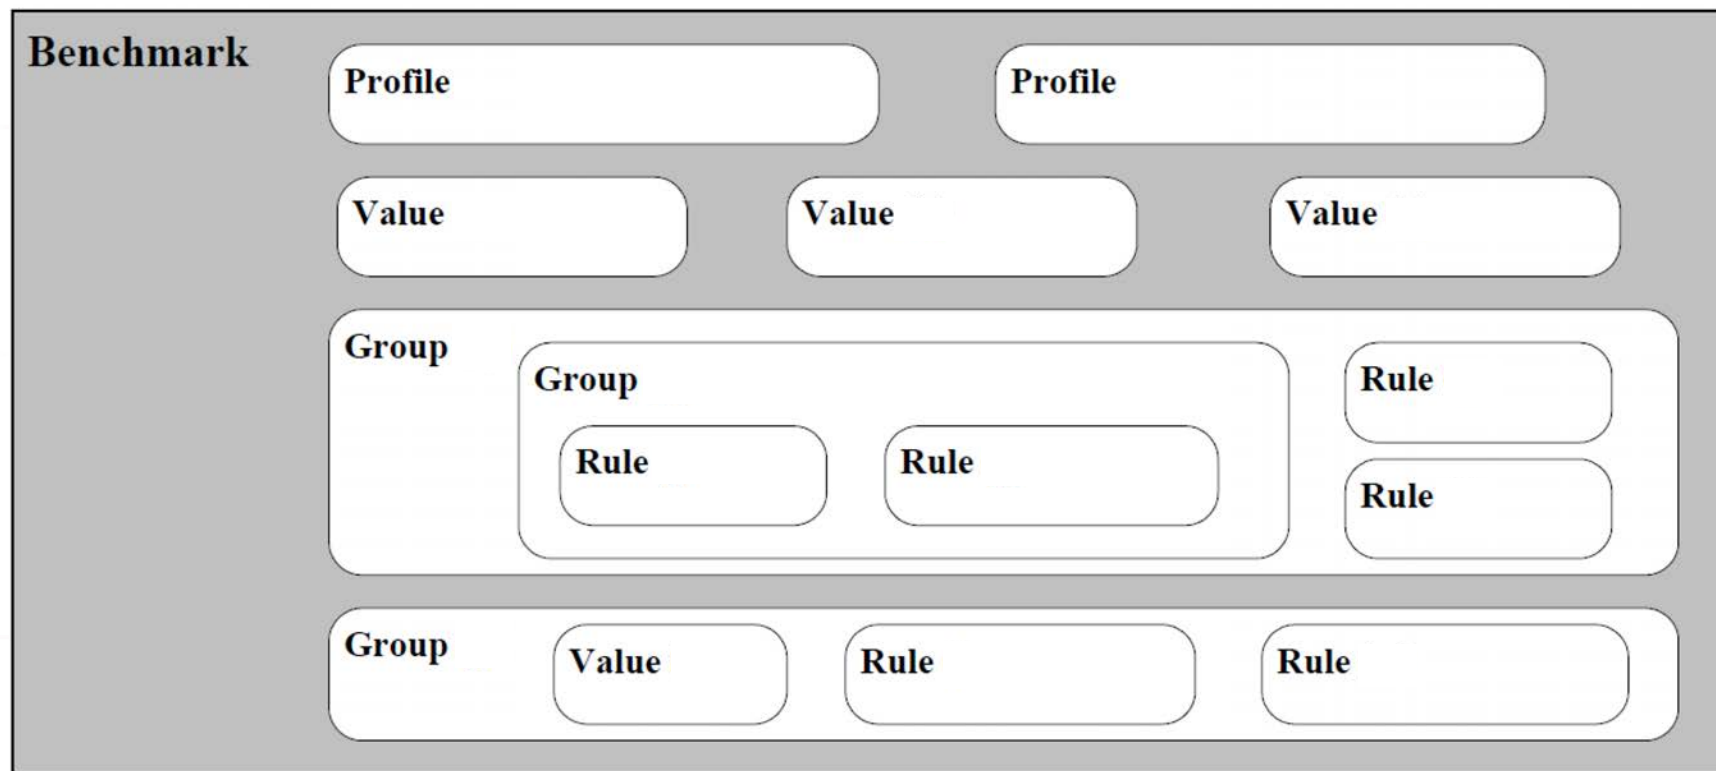 Benchmark
Profile
Profile
Value
Value
Value
Group
Group
Rule
Rule
Rule
Rule
Group
Value
Rule
Rule